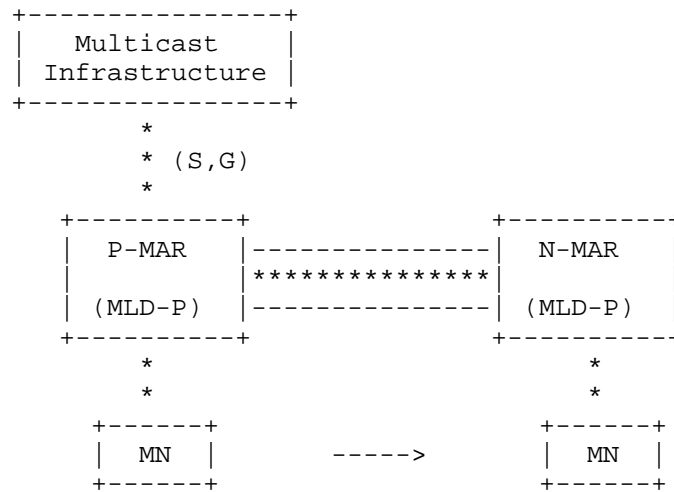 Multicast
Infrastructure
(S,G)
P-MAR N-MAR
(MLD-P) (MLD-P)
MN -----> MN